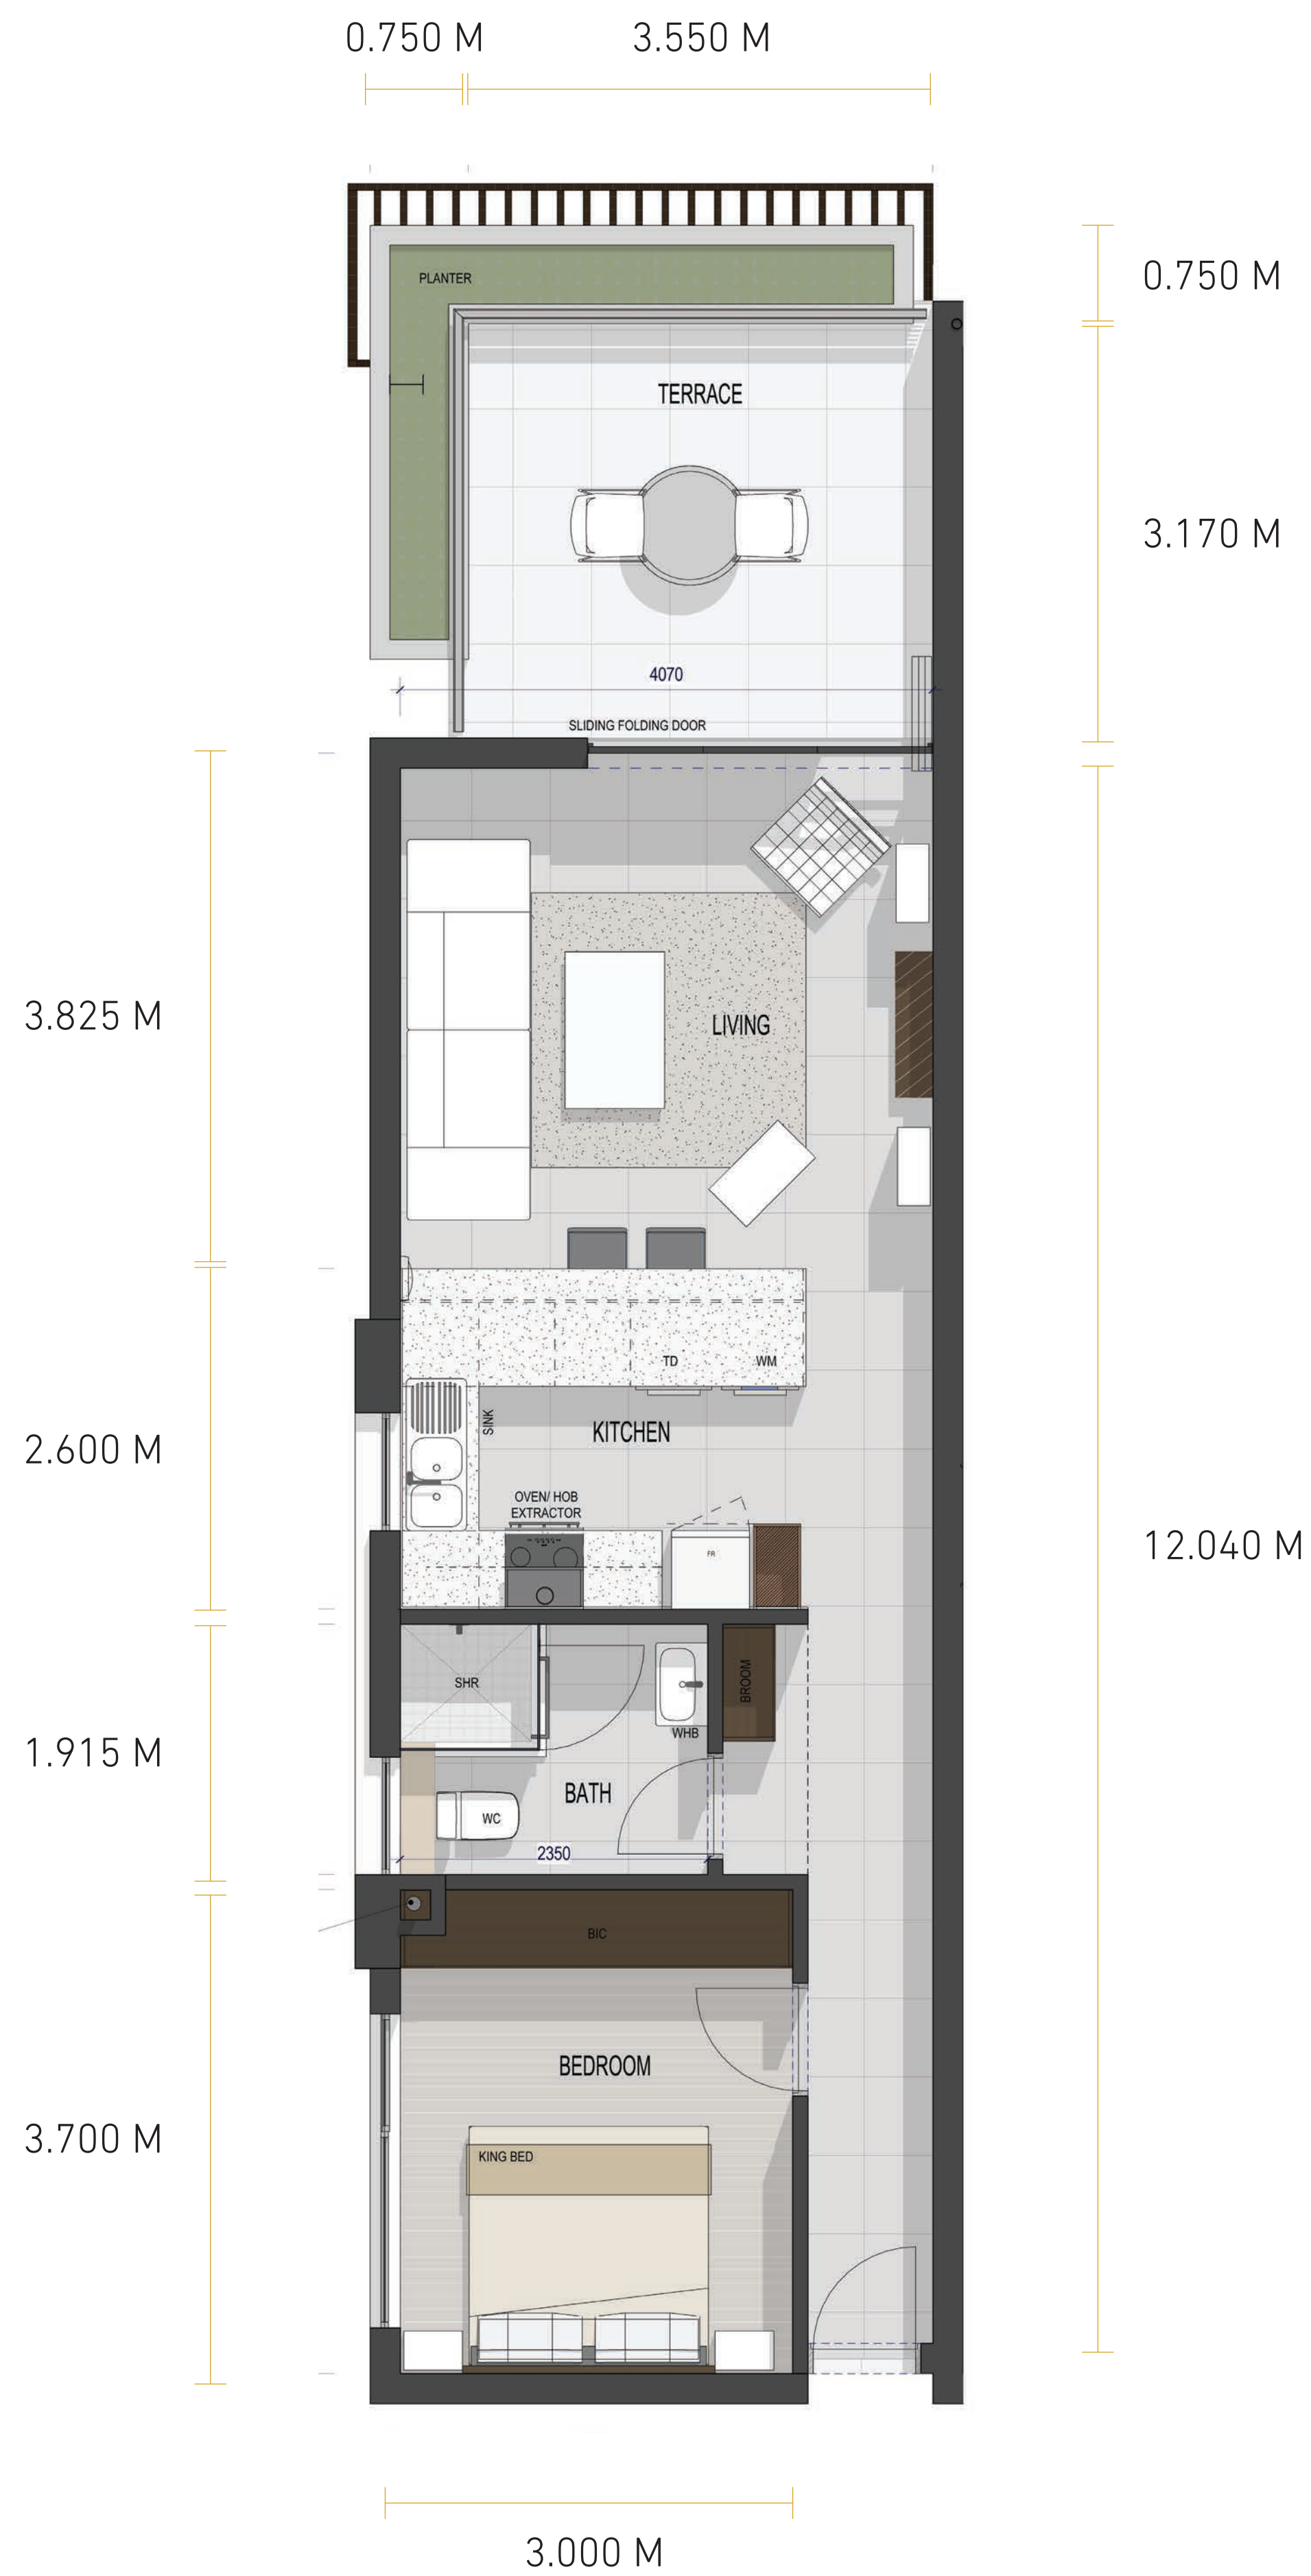 0.750 M
3.550 M
PLANTER
0.750 M
TERRACE
3.170 M
4070
SLIDING FOLDING DOOR
3.825 M
LIVING
TD
WM
SINK
KITCHEN
2.600 M
OVEN/ HOB
EXTRACTOR
FR
12.040 M
SHR
BROOM
WHB
1.915 M
BATH
WC
2350
BIC
BEDROOM
3.700 M
KING BED
3.000 M